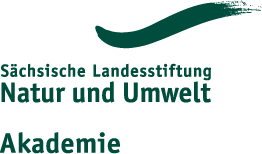 Sächsische Landesstiftung
Natur und Umwelt
Akademie